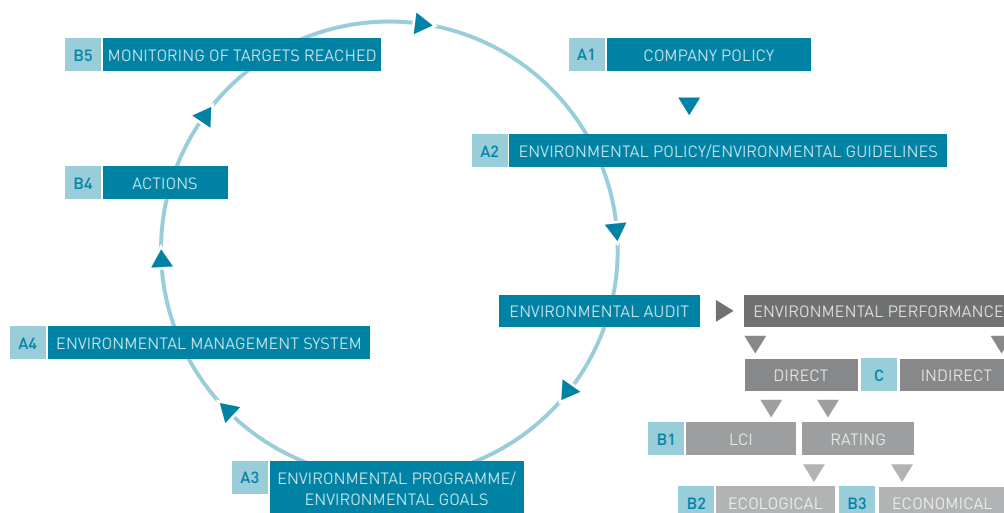 B5 MONITORING OF TARGETS REACHED
A1 COMPANY POLICY
A2 ENVIRONMENTAL POLICY/ENVIRONMENTAL GUIDELINES
B4 ACTIONS
ENVIRONMENTAL AUDIT
ENVIRONMENTAL PERFORMANCE
A4 ENVIRONMENTAL MANAGEMENT SYSTEM
DIRECT C INDIRECT
B1 LCI RATING
A3 ENVIRONMENTAL PROGRAMME/
ENVIRONMENTAL GOALS
B2 ECOLOGICAL B3 ECONOMICAL